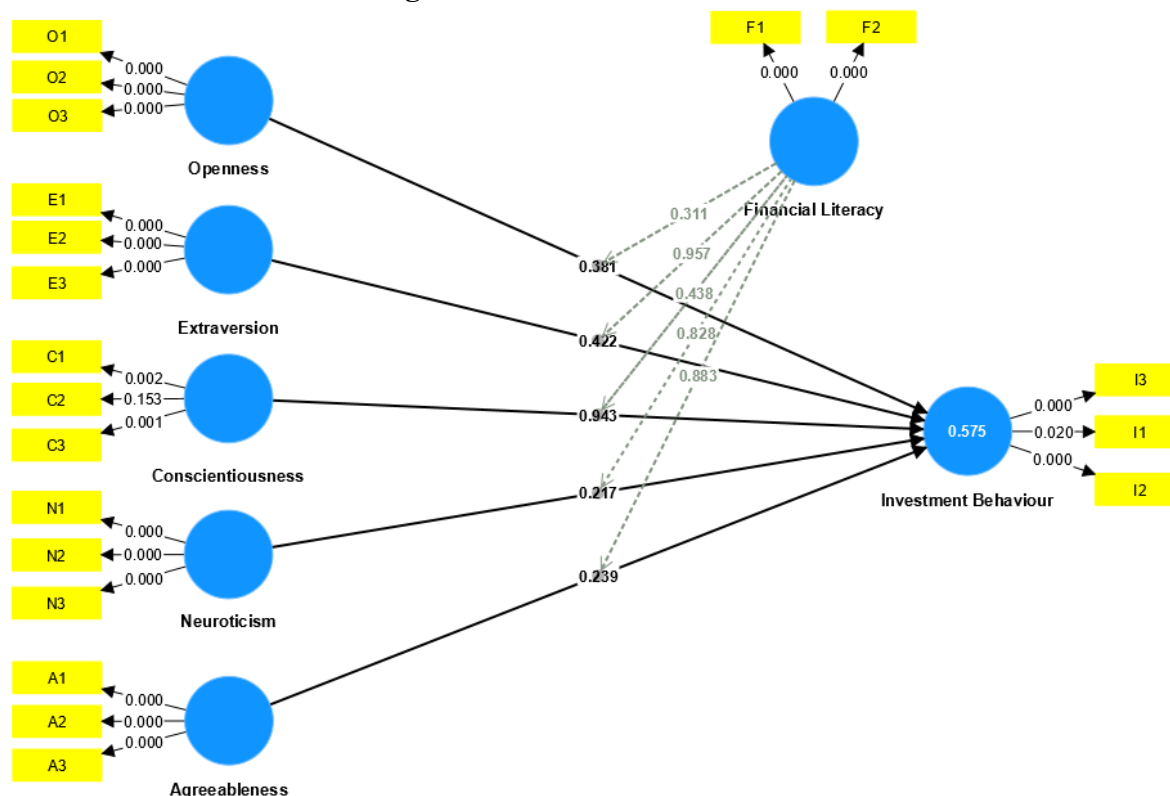 g
F1
F2
0.000
0.000
Financial Literacy
O1
O2
O3
0.000
0.000
0.000
Openness
E1
E2
E3
0.000
0.000
0.000
Extraversion
C1
C2
C3
0.002
0.153
0.001
Conscientiousness
N1
N2
N3
0.000
0.000
0.000
Neuroticism
A1
A2
A3
0.000
0.000
0.000
Agreeableness
0.311
0.957
0.438
0.828
0.883
0.381
0.422
0.943
0.217
0.239
0.575
Investment Behaviour
0.000
0.020
0.000
I3
I1
I2